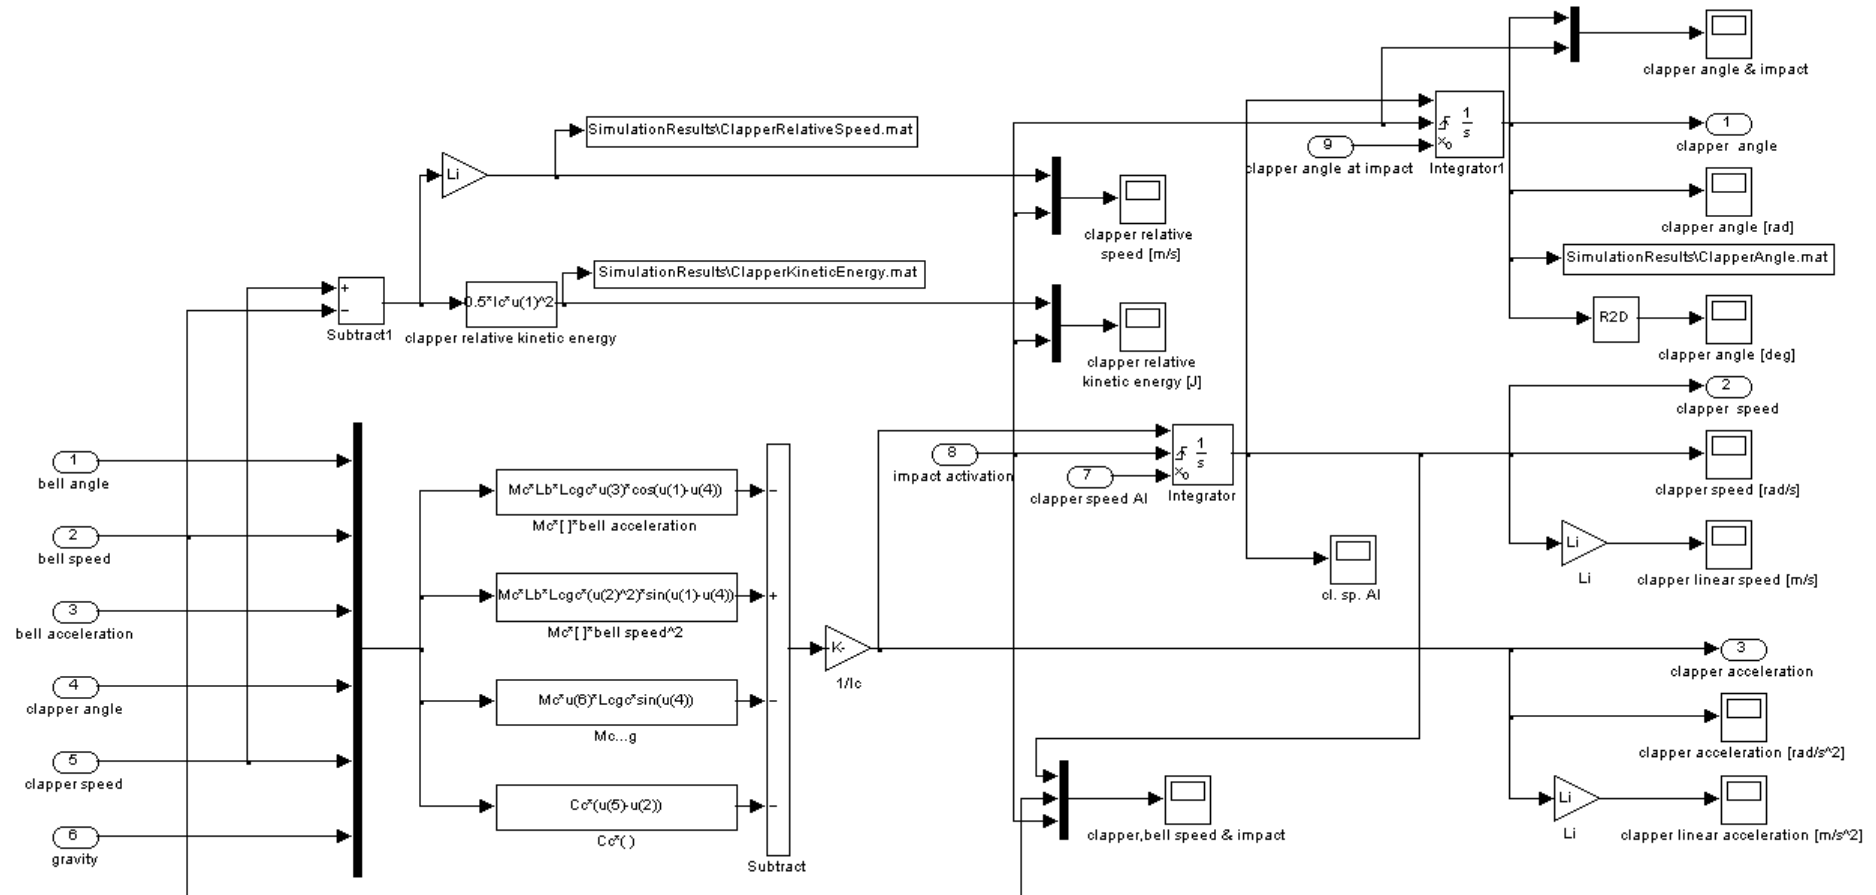 clapper angle & impact
SimulationResults\ClapperRelativeSpeed.mat
1
s
x0
Integrator1
9
clapper angle at impact
1
clapper angle
Li
clapper relative
speed [m/s]
clapper angle [rad]
SimulationResults\ClapperAngle.mat
SimulationResults\ClapperKineticEnergy.mat
+
-
Subtract1
0.5*Ic*u(1)^2
clapper relative kinetic energy
clapper relative
kinetic energy [J]
R2D
clapper angle [deg]
2
clapper speed
1
bell angle
2
bell speed
3
bell acceleration
4
clapper angle
5
clapper speed
6
gravity
Mc*Lb*Lcgc*u(3)*cos(u(1)-u(4))
Mc*[ ]*bell acceleration
Mc*Lb*Lcgc*(u(2)^2)*sin(u(1)-u(4))
Mc*[ ]*bell speed^2
Mc*u(6)*Lcgc*sin(u(4))
Mc...g
Cc*(u(5)-u(2))
Cc*( )
-
+
-
-
Subtract
K-
1/Ic
8
impact activation
7
clapper speed AI
1
s
x0
Integrator
cl. sp. AI
clapper speed [rad/s]
Li
Li
clapper linear speed [m/s]
3
clapper acceleration
clapper acceleration [rad/s^2]
Li
Li
clapper linear acceleration [m/s^2]
clapper,bell speed & impact